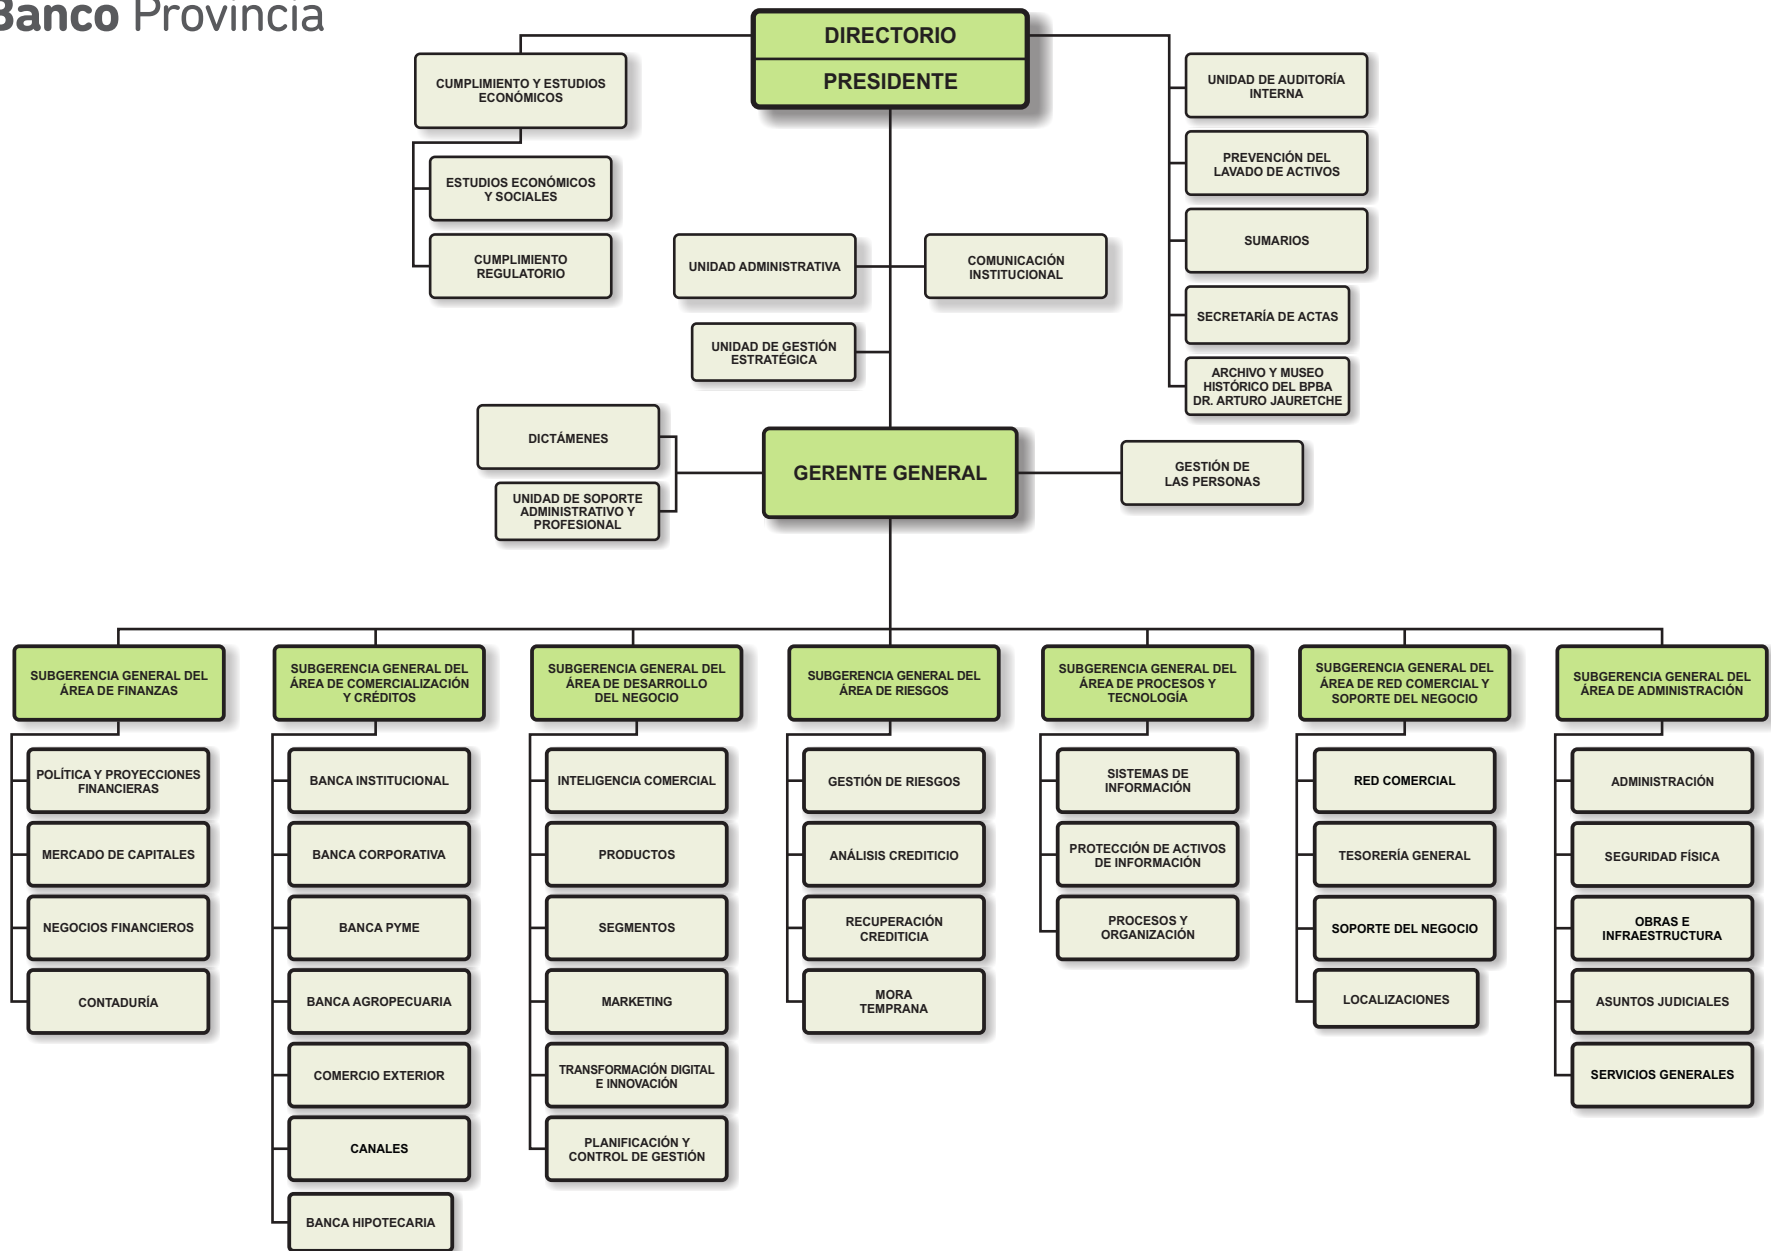 Banco Provincia
DIRECTORIO
PRESIDENTE
CUMPLIMIENTO Y ESTUDIOS
ECONÓMICOS
ESTUDIOS ECONÓMICOS
Y SOCIALES
CUMPLIMIENTO
REGULATORIO
UNIDAD DE AUDITORÍA
INTERNA
PREVENCIÓN DEL
LAVADO DE ACTIVOS
SUMARIOS
SECRETARÍA DE ACTAS
ARCHIVO Y MUSEO
HISTÓRICO DEL BPBA
DR. ARTURO JAURETCHE
UNIDAD ADMINISTRATIVA
COMUNICACIÓN
INSTITUCIONAL
UNIDAD DE GESTIÓN
ESTRATÉGICA
DICTÁMENES
UNIDAD DE SOPORTE
ADMINISTRATIVO Y
PROFESIONAL
GERENTE GENERAL
GESTIÓN DE
LAS PERSONAS
SUBGERENCIA GENERAL DEL
ÁREA DE FINANZAS
POLÍTICA Y PROYECCIONES
FINANCIERAS
MERCADO DE CAPITALES
NEGOCIOS FINANCIEROS
CONTADURÍA
SUBGERENCIA GENERAL DEL
ÁREA DE COMERCIALIZACIÓN
Y CRÉDITOS
BANCA INSTITUCIONAL
BANCA CORPORATIVA
BANCA PYME
BANCA AGROPECUARIA
COMERCIO EXTERIOR
CANALES
BANCA HIPOTECARIA
SUBGERENCIA GENERAL DEL
ÁREA DE DESARROLLO
DEL NEGOCIO
INTELIGENCIA COMERCIAL
PRODUCTOS
SEGMENTOS
MARKETING
TRANSFORMACIÓN DIGITAL
E INNOVACIÓN
PLANIFICACIÓN Y
CONTROL DE GESTIÓN
SUBGERENCIA GENERAL DEL
ÁREA DE RIESGOS
GESTIÓN DE RIESGOS
ANÁLISIS CREDITICIO
RECUPERACIÓN
CREDITICIA
MORA
TEMPRANA
SUBGERENCIA GENERAL DEL
ÁREA DE PROCESOS Y
TECNOLOGÍA
SISTEMAS DE
INFORMACIÓN
PROTECCIÓN DE ACTIVOS
DE INFORMACIÓN
PROCESOS Y
ORGANIZACIÓN
SUBGERENCIA GENERAL DEL
ÁREA DE RED COMERCIAL Y
SOPORTE DEL NEGOCIO
RED COMERCIAL
TESORERÍA GENERAL
SOPORTE DEL NEGOCIO
LOCALIZACIONES
SUBGERENCIA GENERAL DEL
ÁREA DE ADMINISTRACIÓN
ADMINISTRACIÓN
SEGURIDAD FÍSICA
OBRAS E
INFRAESTRUCTURA
ASUNTOS JUDICIALES
SERVICIOS GENERALES